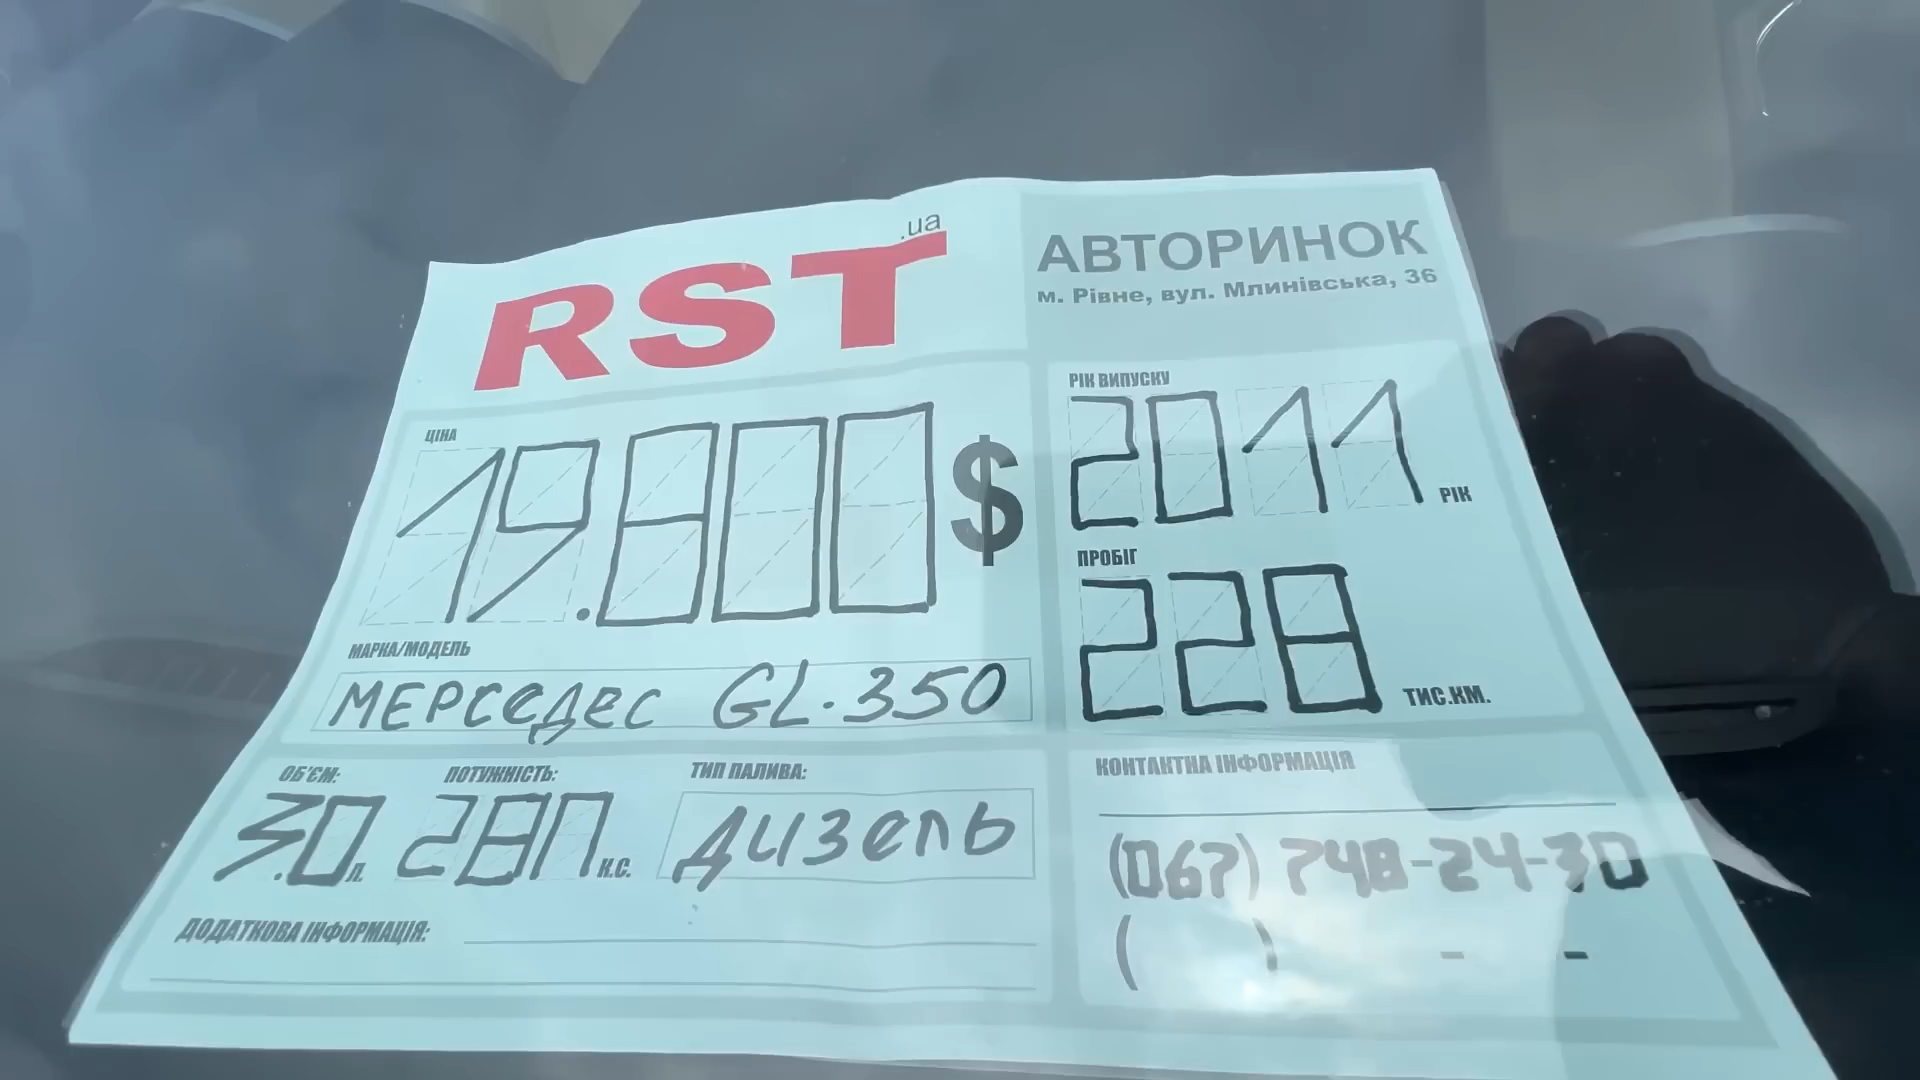 RST.ua
АВТОРИНОК
м. Рівне, вул. Млинівська, 36
ЦІНА
19.800 $
РІК ВИПУСКУ
2011 РІК
ПРОБІГ
228 ТИС.КМ.
МАРКА/МОДЕЛЬ
МЕРСЕДЕС GL-350
ОБ'ЄМ:
3.0 Л.
ПОТУЖНІСТЬ:
К.С.
ТИП ПАЛИВА:
ДИЗЕЛЬ
КОНТАКТНА ІНФОРМАЦІЯ
(067) 748-24-30
( ) - -
ДОДАТКОВА ІНФОРМАЦІЯ: